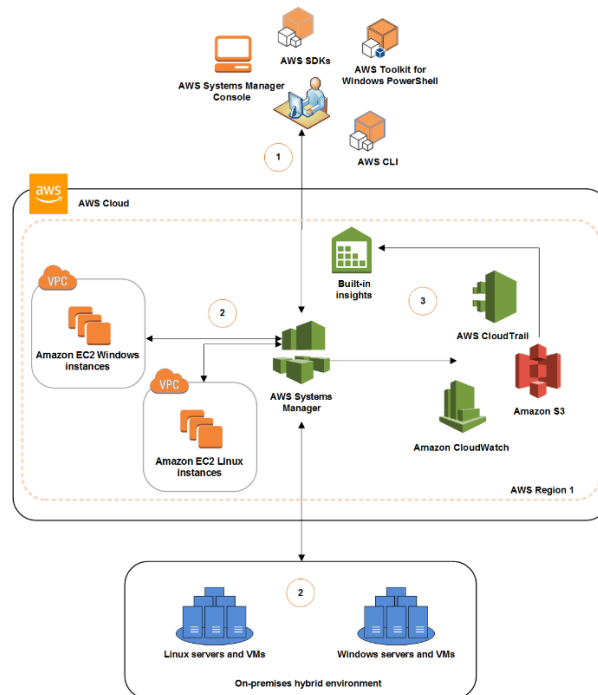 AWS SDKs
AWS Toolkit for
Windows PowerShell
AWS Systems Manager
Console
AWS CLI
1
aws
AWS Cloud
VPC
Amazon EC2 Windows
instances
2
Built-in
insights
3
AWS CloudTrail
VPC
Amazon EC2 Linux
instances
AWS Systems
Manager
Amazon S3
Amazon CloudWatch
AWS Region 1
2
Linux servers and VMs
Windows servers and VMs
On-premises hybrid environment